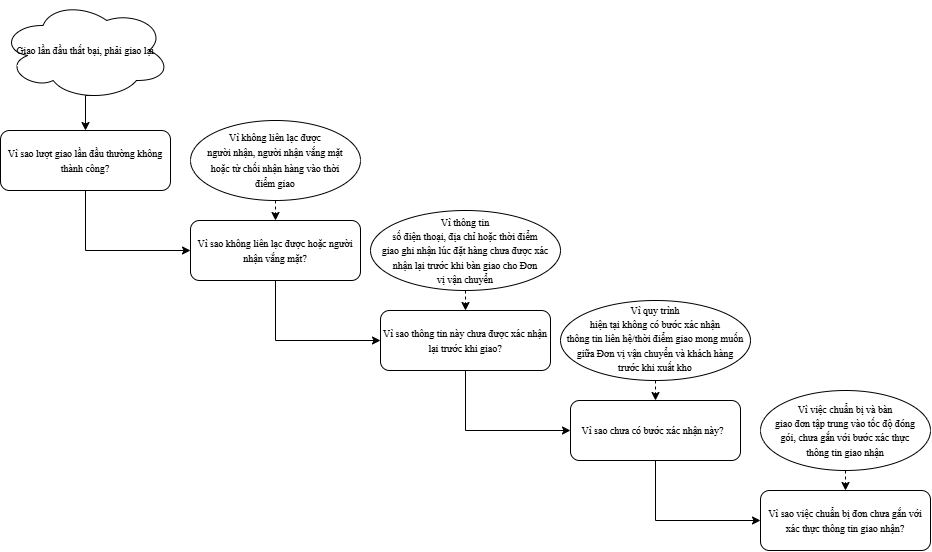 Giao lần đầu thất bại, phải giao lại
Vì sao lượt giao lần đầu thường không
thành công?
Vì không liên lạc được
người nhận, người nhận vắng mặt
hoặc từ chối nhận hàng vào thời
điểm giao
Vì sao không liên lạc được hoặc người
nhận vắng mặt?
Vì thông tin
số điện thoại, địa chỉ hoặc thời điểm
giao ghi nhận lúc đặt hàng chưa được xác
nhận lại trước khi bàn giao cho Đơn
vị vận chuyển
Vì sao thông tin này chưa được xác nhận
lại trước khi giao?
Vì quy trình
hiện tại không có bước xác nhận
thông tin liên hệ/thời điểm giao mong muốn
giữa Đơn vị vận chuyển và khách hàng
trước khi xuất kho
Vì sao chưa có bước xác nhận này?
Vì việc chuẩn bị và bàn
giao đơn tập trung vào tốc độ đóng
gói, chưa gắn với bước xác thực
thông tin giao nhận
Vì sao việc chuẩn bị đơn chưa gắn với
xác thực thông tin giao nhận?